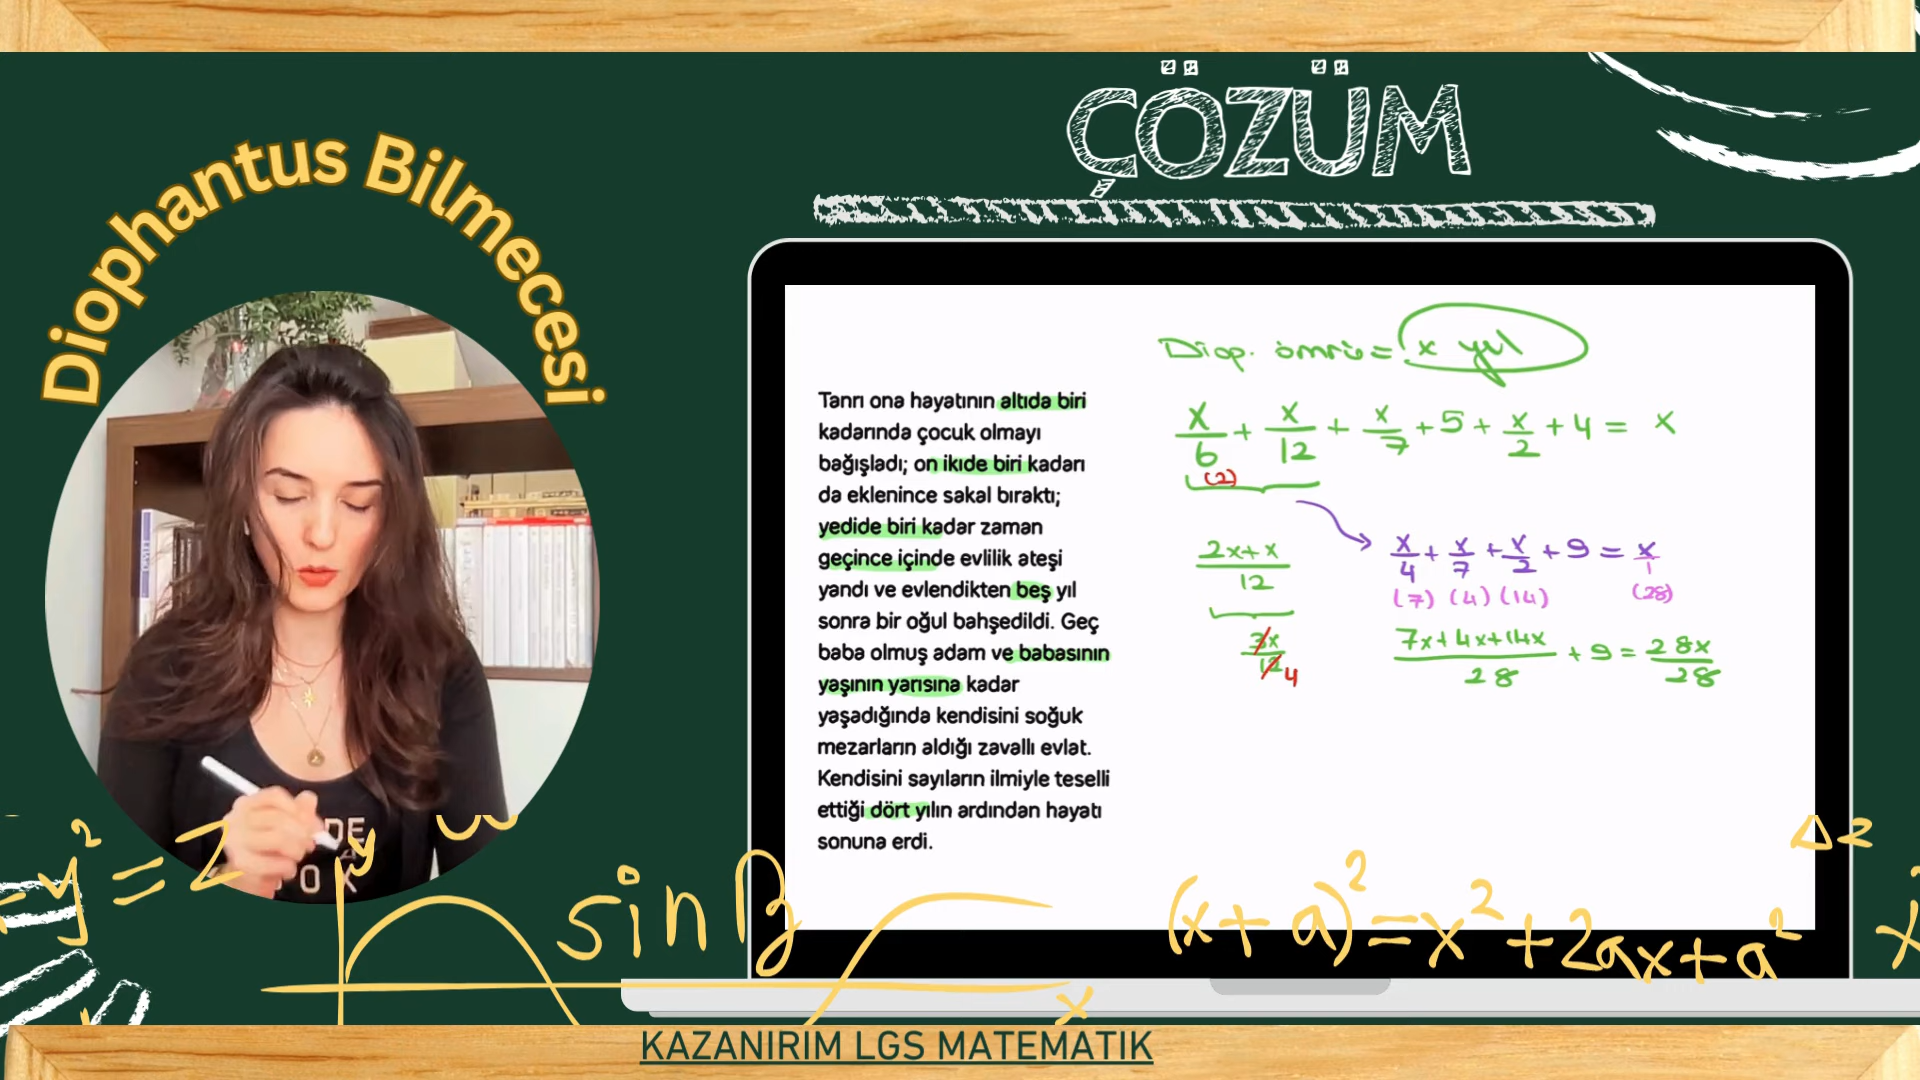 ÇÖZÜM
Diophantus Bilmecesi
Tanrı ona hayatının altıda biri
kadarında çocuk olmayı
bağışladı; on ikide biri kadarı
da eklenince sakal bıraktı;
yedide biri kadar zaman
geçince içinde evlilik ateşi
yandı ve evlendikten beş yıl
sonra bir oğul bahşedildi. Geç
baba olmuş adam ve babasının
yaşının yarısına kadar
yaşadığında kendisini soğuk
mezarların aldığı zavallı evlat.
Kendisini sayıların ilmiyle teselli
ettiği dört yılın ardından hayatı
sonuna erdi.
Diop. ömrü = x yıl
x/6 + x/12 + x/7 + 5 + x/2 + 4 = x
(2)
2x+x/12
3x/12 4
x/4 + x/7 + x/2 + 9 = x/1
(7) (4) (14) (28)
7x+4x+14x/28 + 9 = 28x/28
-y² = z
y
sin β
x
(x+a)² = x² + 2ax + a²
Δ2
KAZANIRIM LGS MATEMATIK